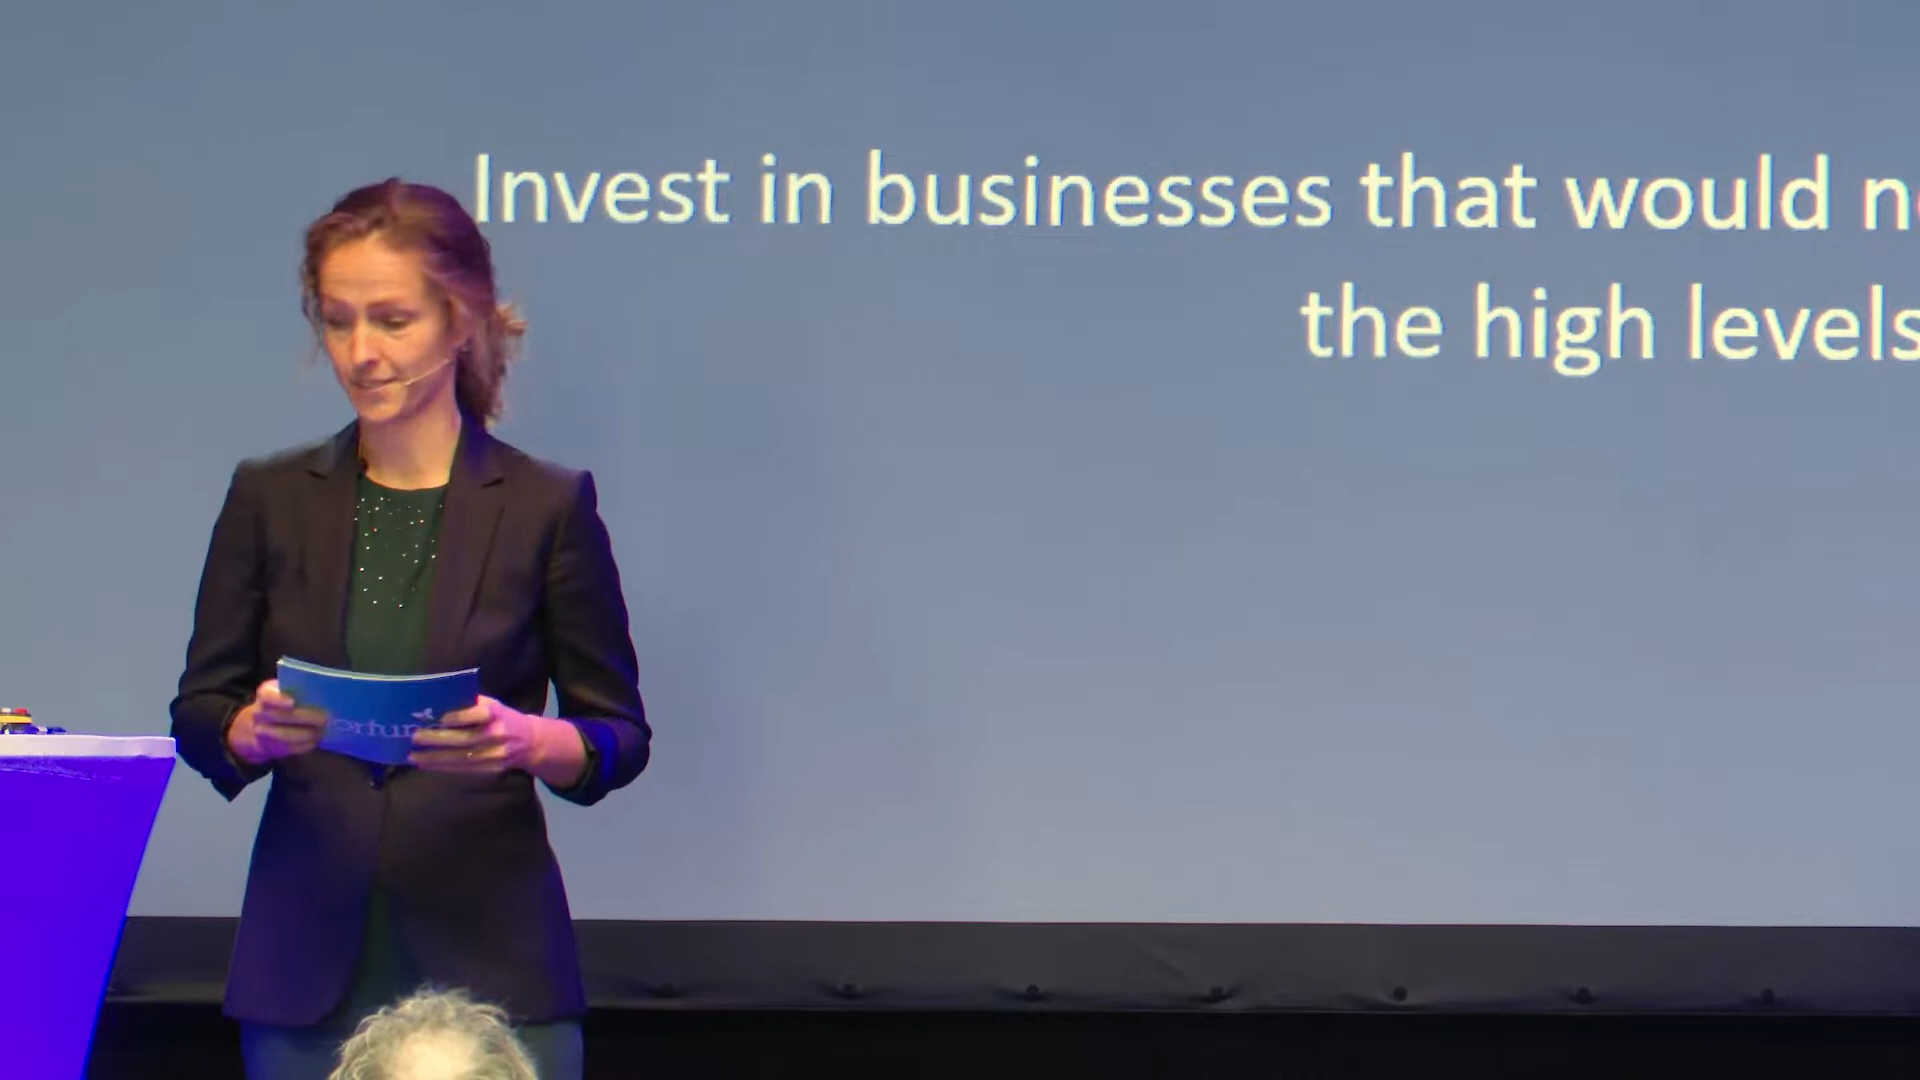 Invest in businesses that would
the high levels